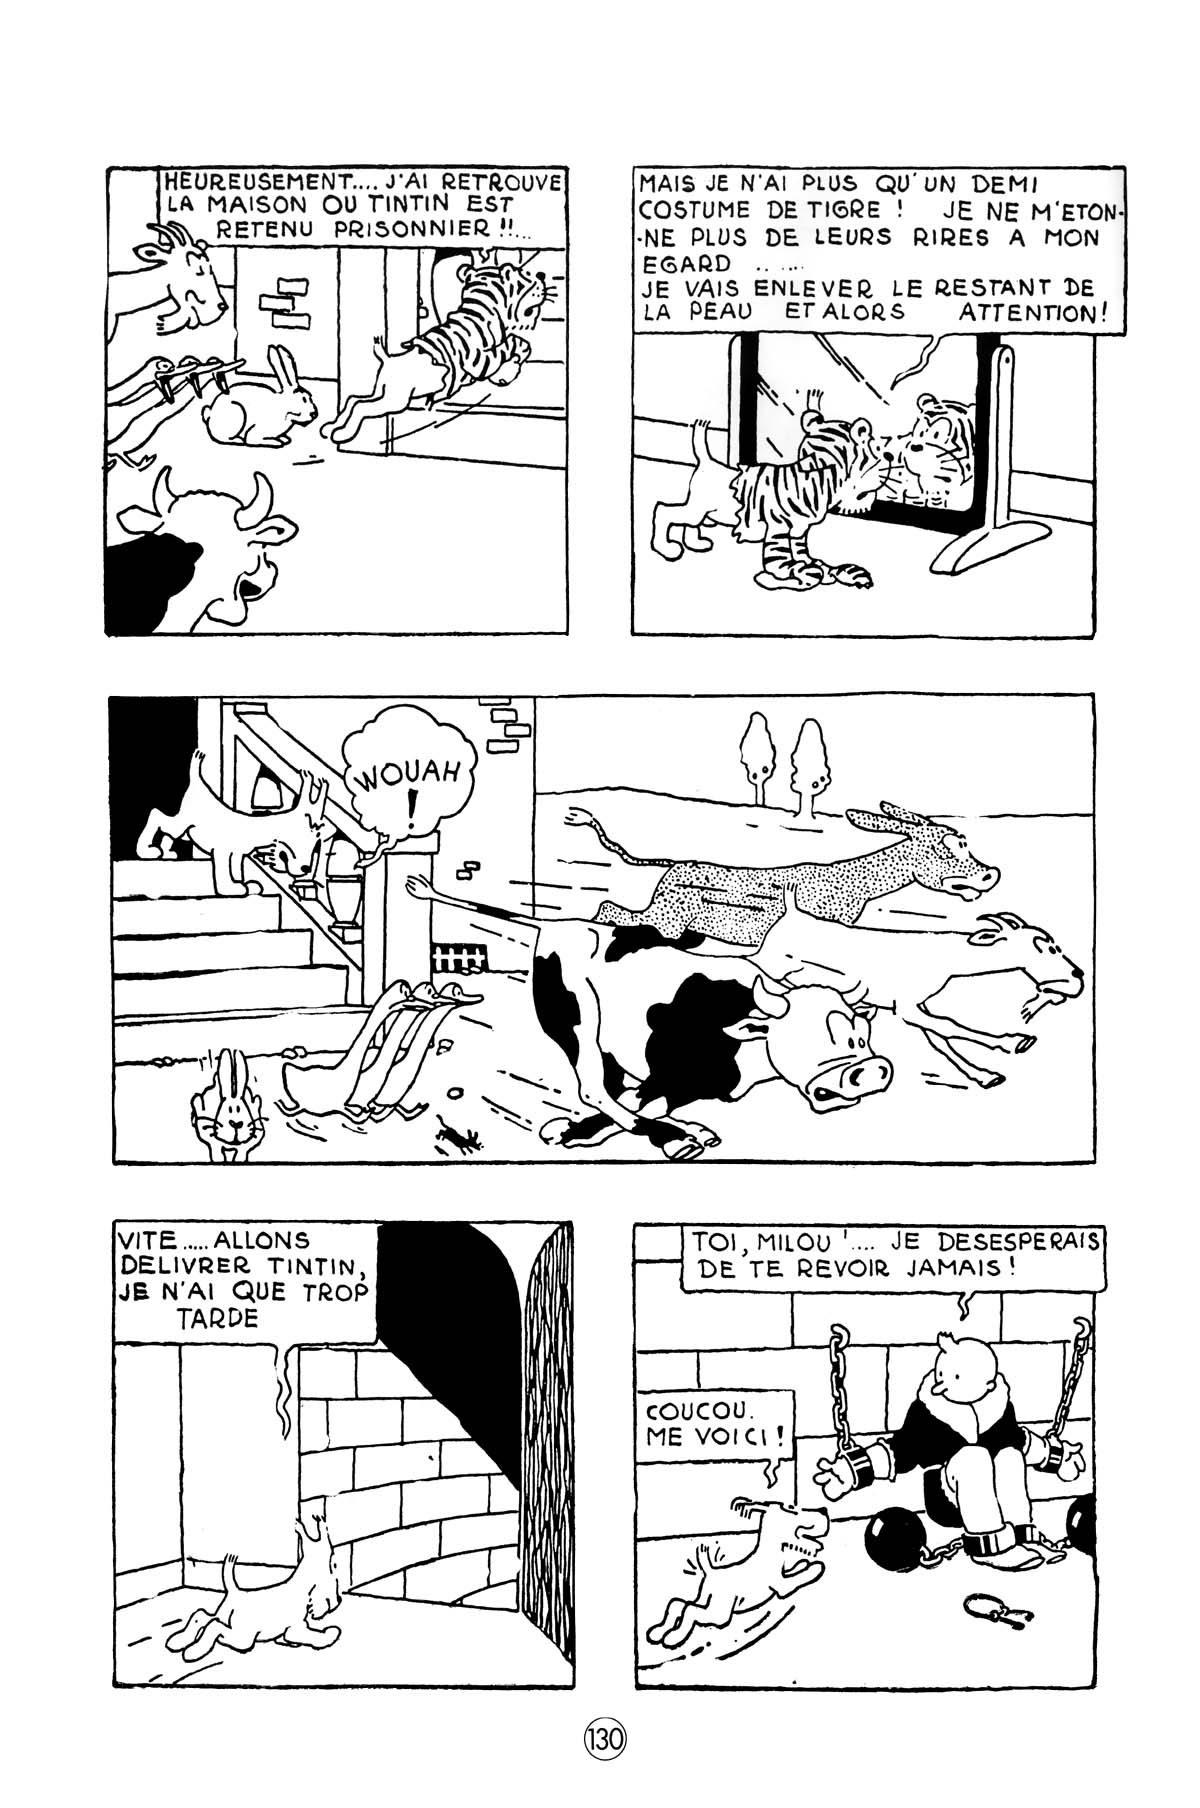 HEUREUSEMENT.... J'AI RETROUVE
LA MAISON OU TINTIN EST
RETENU PRISONNIER !!...
MAIS JE N'AI PLUS QU'UN DEMI
COSTUME DE TIGRE ! JE NE M'ETON-
-NE PLUS DE LEURS RIRES A MON
EGARD ......
JE VAIS ENLEVER LE RESTANT DE
LA PEAU ET ALORS ATTENTION!
WOUAH
!
VITE..... ALLONS
DELIVRER TINTIN,
JE N'AI QUE TROP
TARDE
TOI, MILOU '.... JE DESESPERAIS
DE TE REVOIR JAMAIS !
COUCOU.
ME VOICI !
130